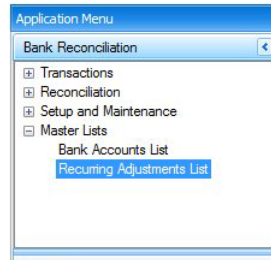 Application Menu
Bank Reconciliation
Transactions
Reconciliation
Setup and Maintenance
Master Lists
Bank Accounts List
Recurring Adjustments List